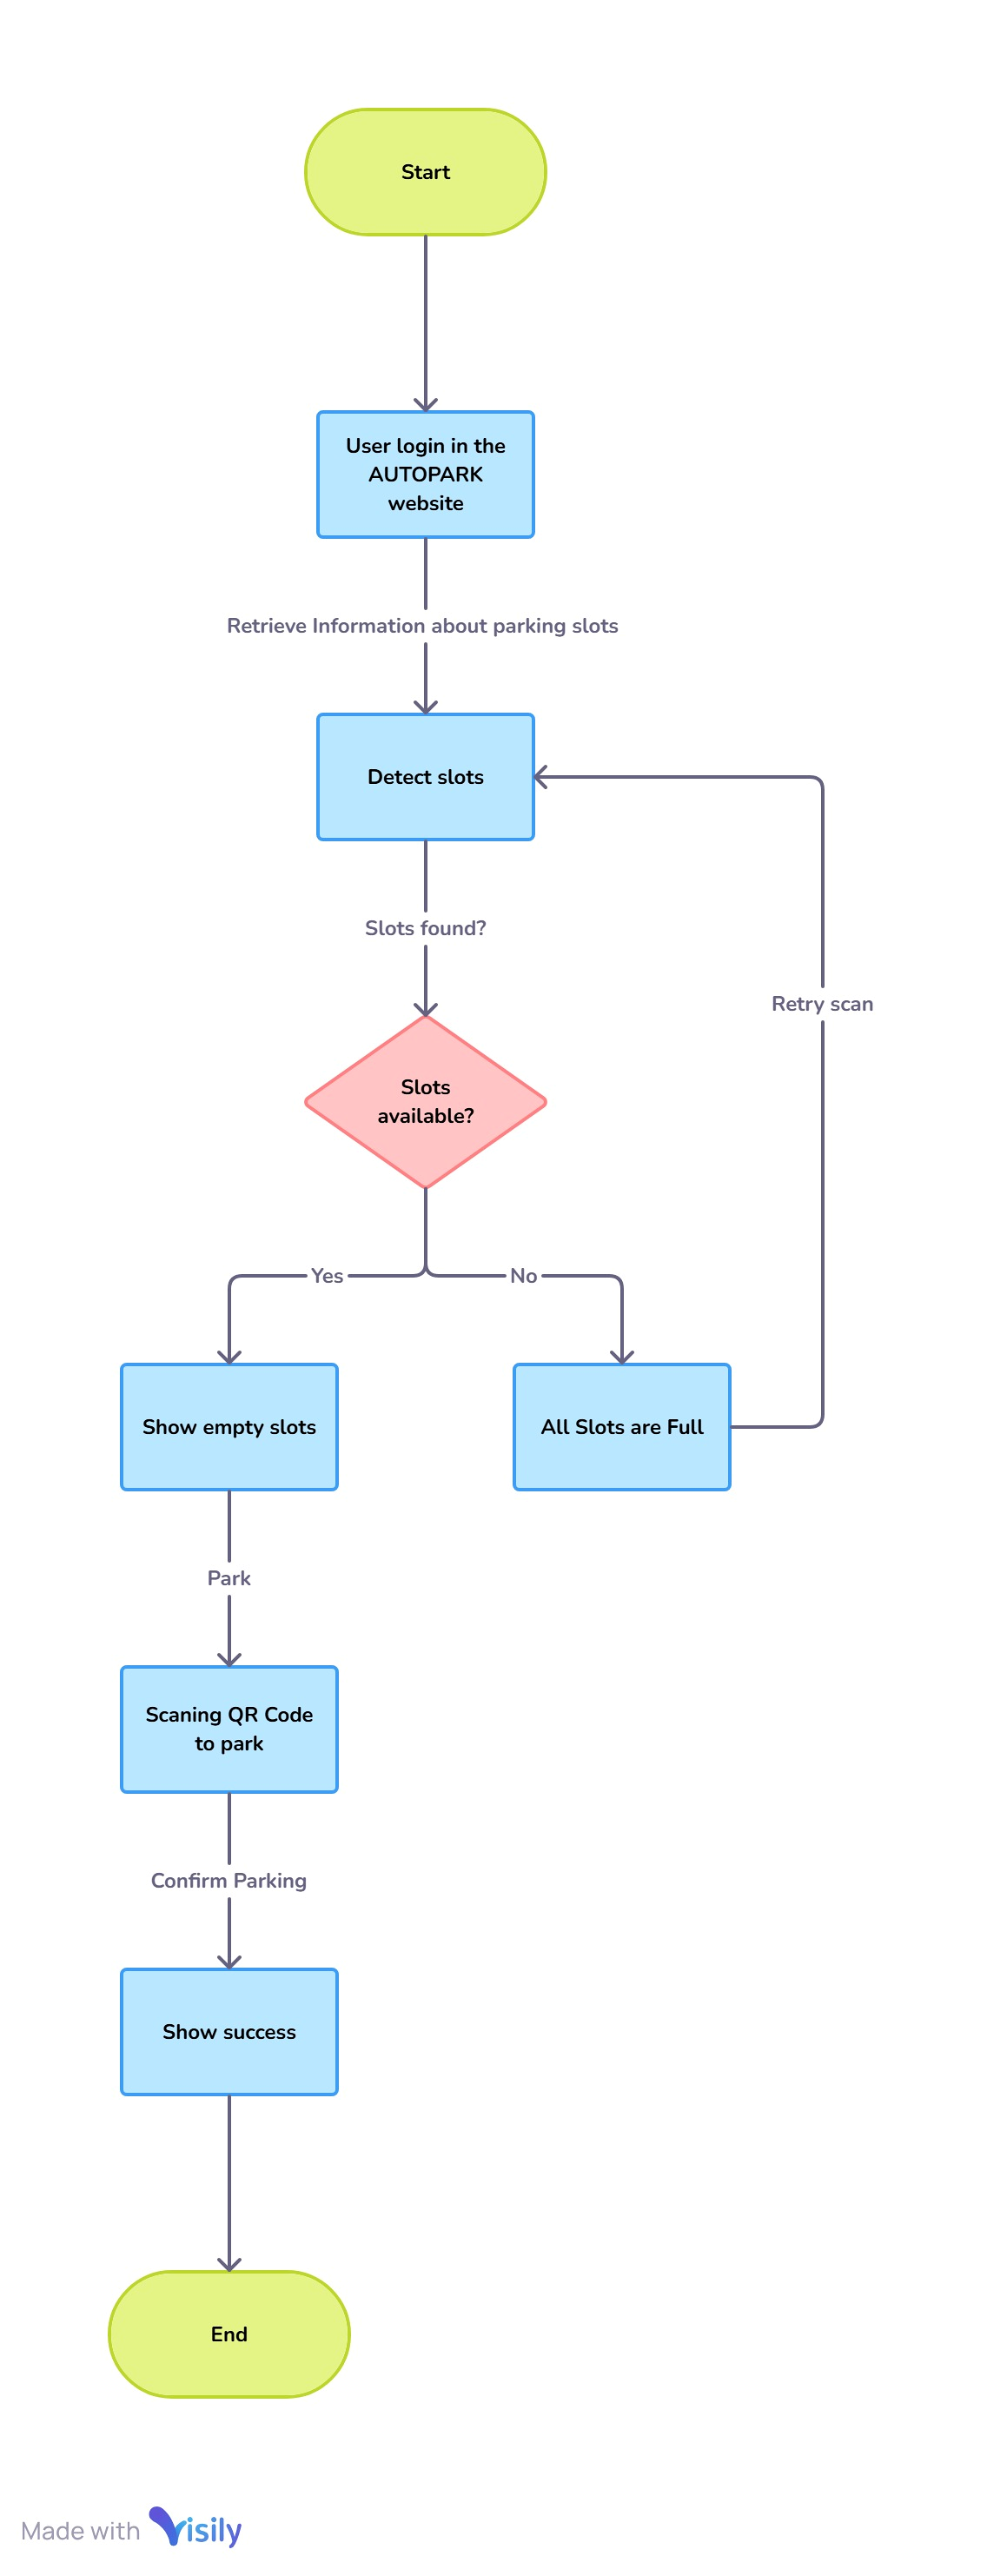 Start
User login in the
AUTOPARK
website
Retrieve Information about parking slots
Detect slots
Slots found?
Retry scan
Slots
available?
Yes
No
Show empty slots
All Slots are Full
Park
Scaning QR Code
to park
Confirm Parking
Show success
End
Made with Visily